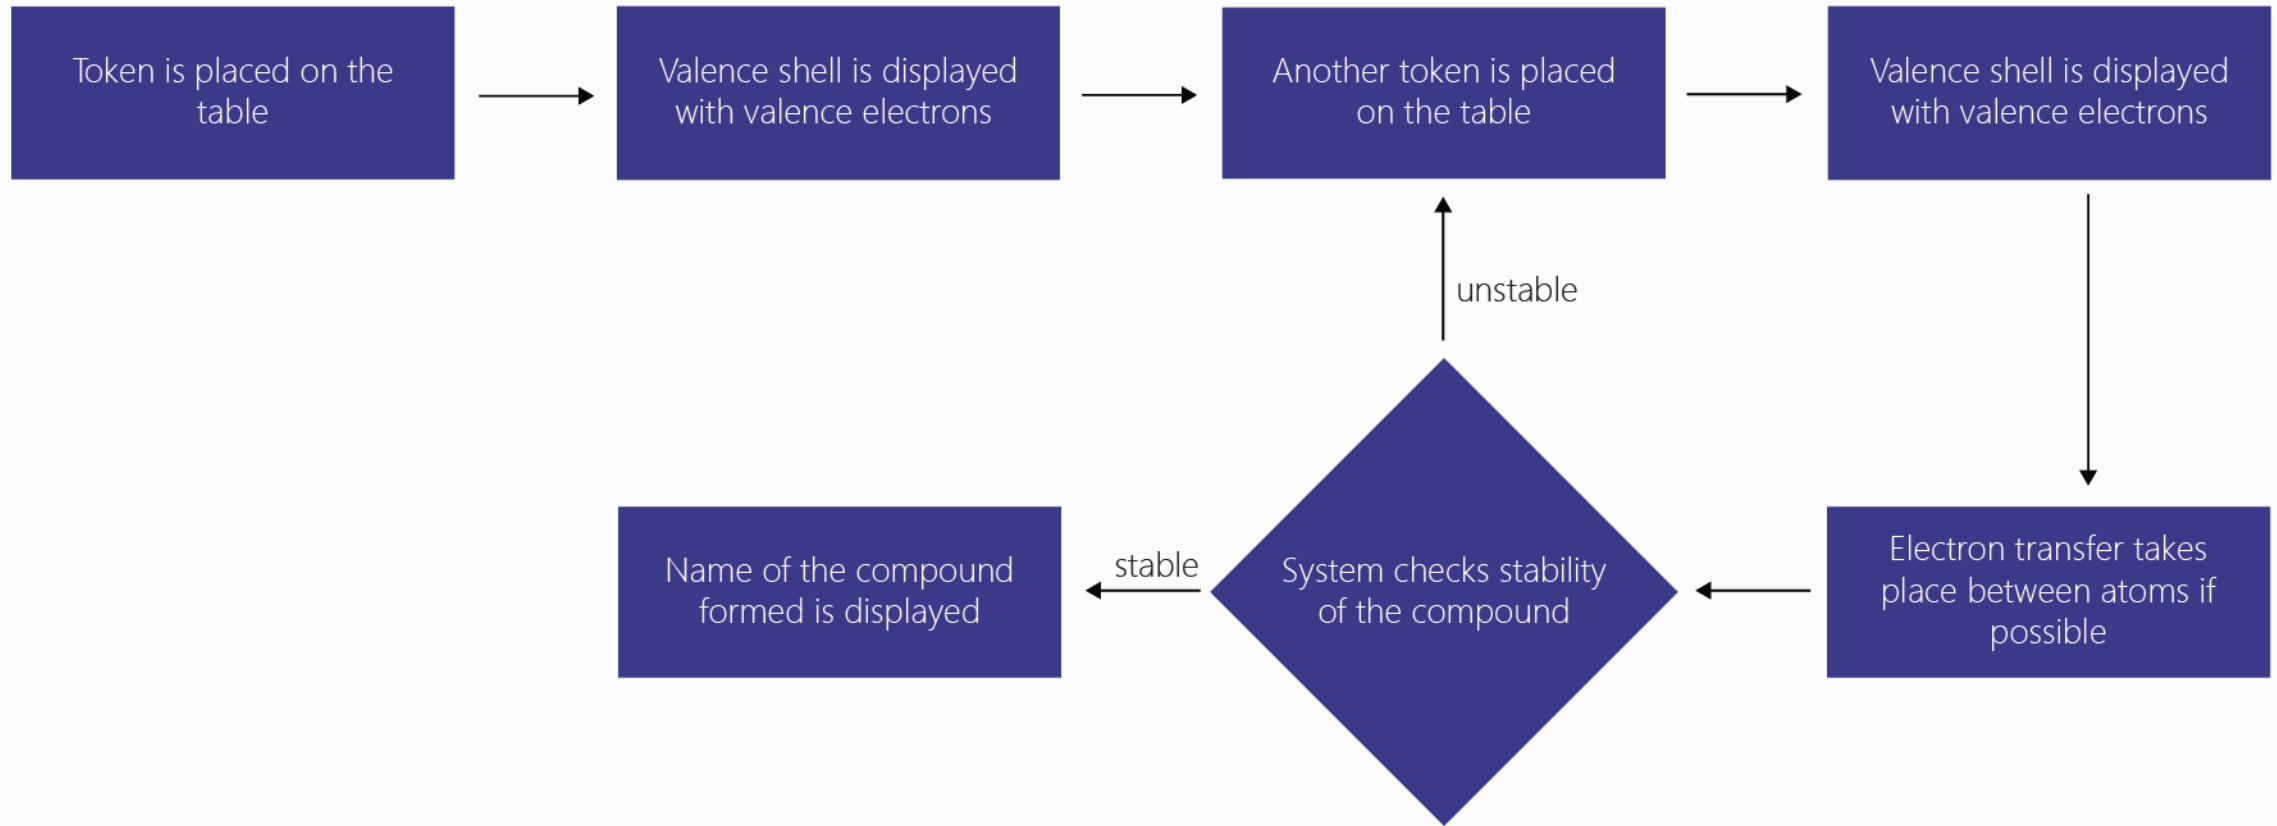 Token is placed on the
table
Valence shell is displayed
with valence electrons
Another token is placed
on the table
Valence shell is displayed
with valence electrons
unstable
Electron transfer takes
place between atoms if
possible
System checks stability
of the compound
stable
Name of the compound
formed is displayed